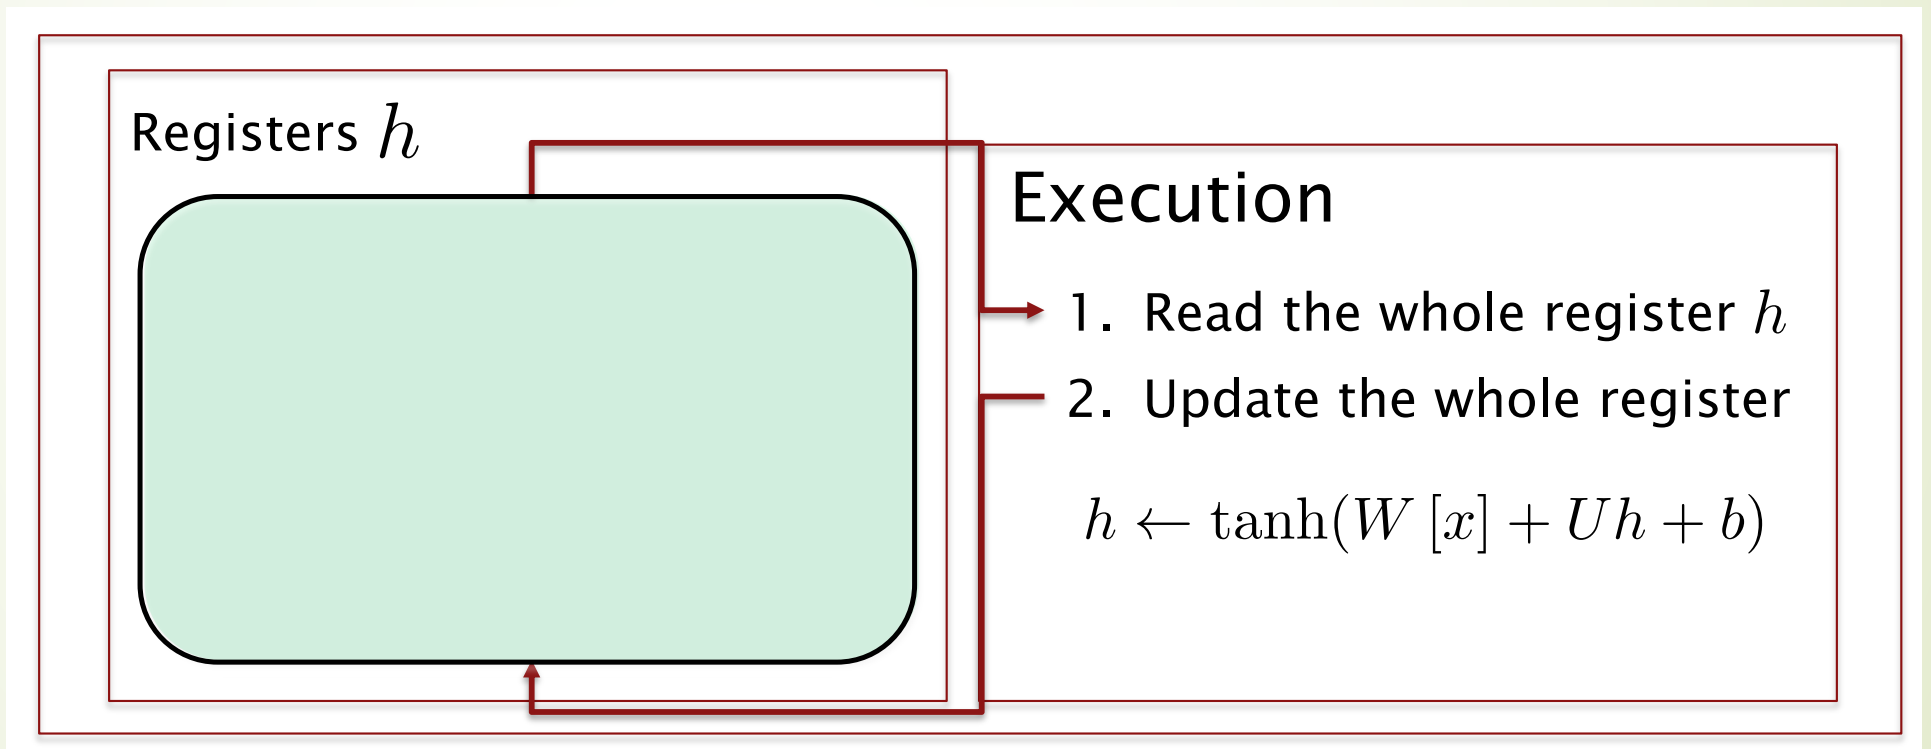 Registers h
Execution
1. Read the whole register h
2. Update the whole register
h ← tanh(W [x] + Uh + b)